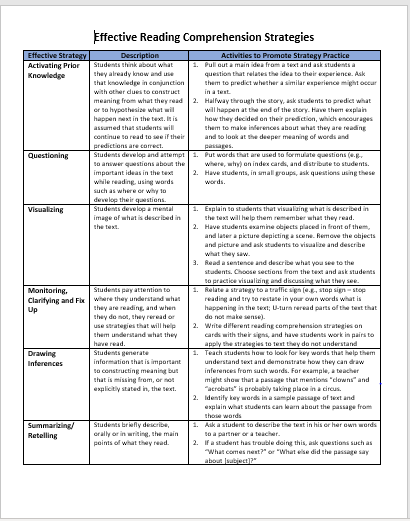 Effective Reading Comprehension Strategies
Effective Strategy
Description
Activities to Promote Strategy Practice
Activating Prior
Knowledge
Students think about what
they already know and use
that knowledge in conjunction
with other clues to construct
meaning from what they read
or to hypothesize what will
happen next in the text. It is
assumed that students will
continue to read to see if their
predictions are correct.
1. Pull out a main idea from a text and ask students a
question that relates the idea to their experience. Ask
them to predict whether a similar experience might occur
in a text.
2. Halfway through the story, ask students to predict what
will happen at the end of the story. Have them explain
how they decided on their prediction, which encourages
them to make inferences about what they are reading
and to look at the deeper meaning of words and
passages.
Questioning
Students develop and attempt
to answer questions about the
important ideas in the text
while reading, using words
such as where or why to
develop their questions.
1. Put words that are used to formulate questions (e.g.,
where, why) on index cards, and distribute to students.
2. Have students, in small groups, ask questions using these
words.
Visualizing
Students develop a mental
image of what is described in
the text.
1. Explain to students that visualizing what is described in
the text will help them remember what they read.
2. Have students examine objects placed in front of them,
and later a picture depicting a scene. Remove the objects
and picture and ask students to visualize and describe
what they saw.
3. Read a sentence and describe what you see to the
students. Choose sections from the text and ask students
to practice visualizing and discussing what they see.
Monitoring,
Clarifying and Fix
Up
Students pay attention to
where they understand what
they are reading, and when
they do not, they reread or
use strategies that will help
them understand what they
have read.
1. Relate a strategy to a traffic sign (e.g., stop sign – stop
reading and try to restate in your own words what is
happening in the text; U-turn reread parts of the text that
do not make sense).
2. Write different reading comprehension strategies on
cards with their signs, and have students work in pairs to
apply the strategies to text they do not understand
Drawing
Inferences
Students generate
information that is important
to constructing meaning but
that is missing from, or not
explicitly stated in, the text.
1. Teach students how to look for key words that help them
understand text and demonstrate how they can draw
inferences from such words. For example, a teacher
might show that a passage that mentions “clowns” and
“acrobats” is probably taking place in a circus.
2. Identify key words in a sample passage of text and
explain what students can learn about the passage from
those words
Summarizing/
Retelling
Students briefly describe,
orally or in writing, the main
points of what they read.
1. Ask a student to describe the text in his or her own words
to a partner or a teacher.
2. If a student has trouble doing this, ask questions such as
“What comes next?” or “What else did the passage say
about [subject]?”